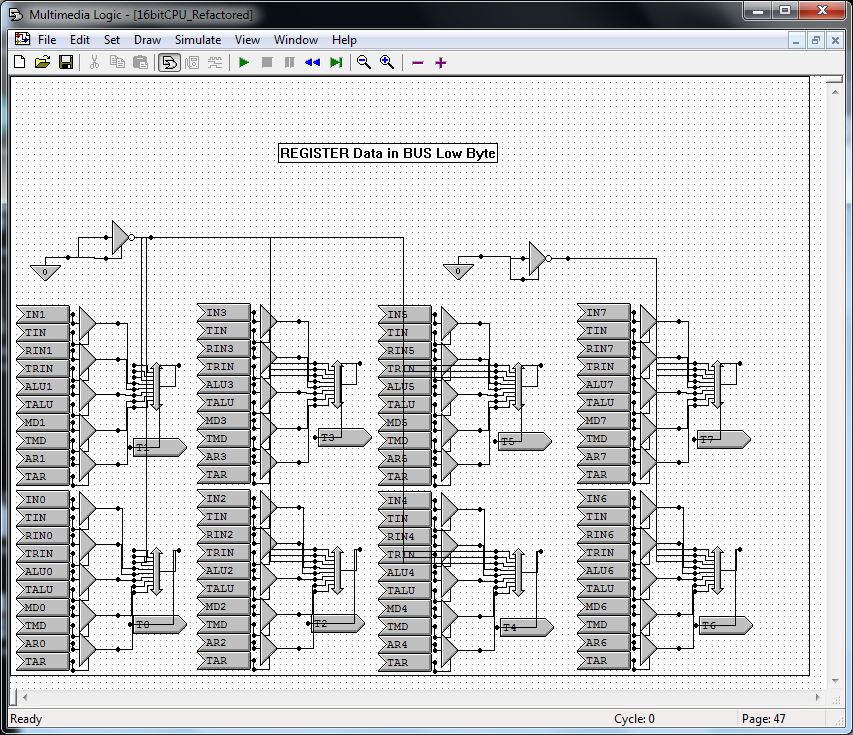 Multimedia Logic - [16bitCPU_Refactored]
File Edit Set Draw Simulate View Window Help
REGISTER Data in BUS Low Byte
0
0
IN1
TIN
RIN1
TRIN
ALU1
TALU
MD1
TMD
AR1
TAR
T1
IN3
TIN
RIN3
TRIN
ALU3
TALU
MD3
TMD
AR3
TAR
T3
IN5
TIN
RIN5
TRIN
ALU5
TALU
MD5
TMD
AR5
TAR
T5
IN7
TIN
RIN7
TRIN
ALU7
TALU
MD7
TMD
AR7
TAR
T7
IN0
TIN
RIN0
TRIN
ALU0
TALU
MD0
TMD
AR0
TAR
T0
IN2
TIN
RIN2
TRIN
ALU2
TALU
MD2
TMD
AR2
TAR
T2
IN4
TIN
RIN4
TRIN
ALU4
TALU
MD4
TMD
AR4
TAR
T4
IN6
TIN
RIN6
TRIN
ALU6
TALU
MD6
TMD
AR6
TAR
T6
Ready Cycle: 0 Page: 47